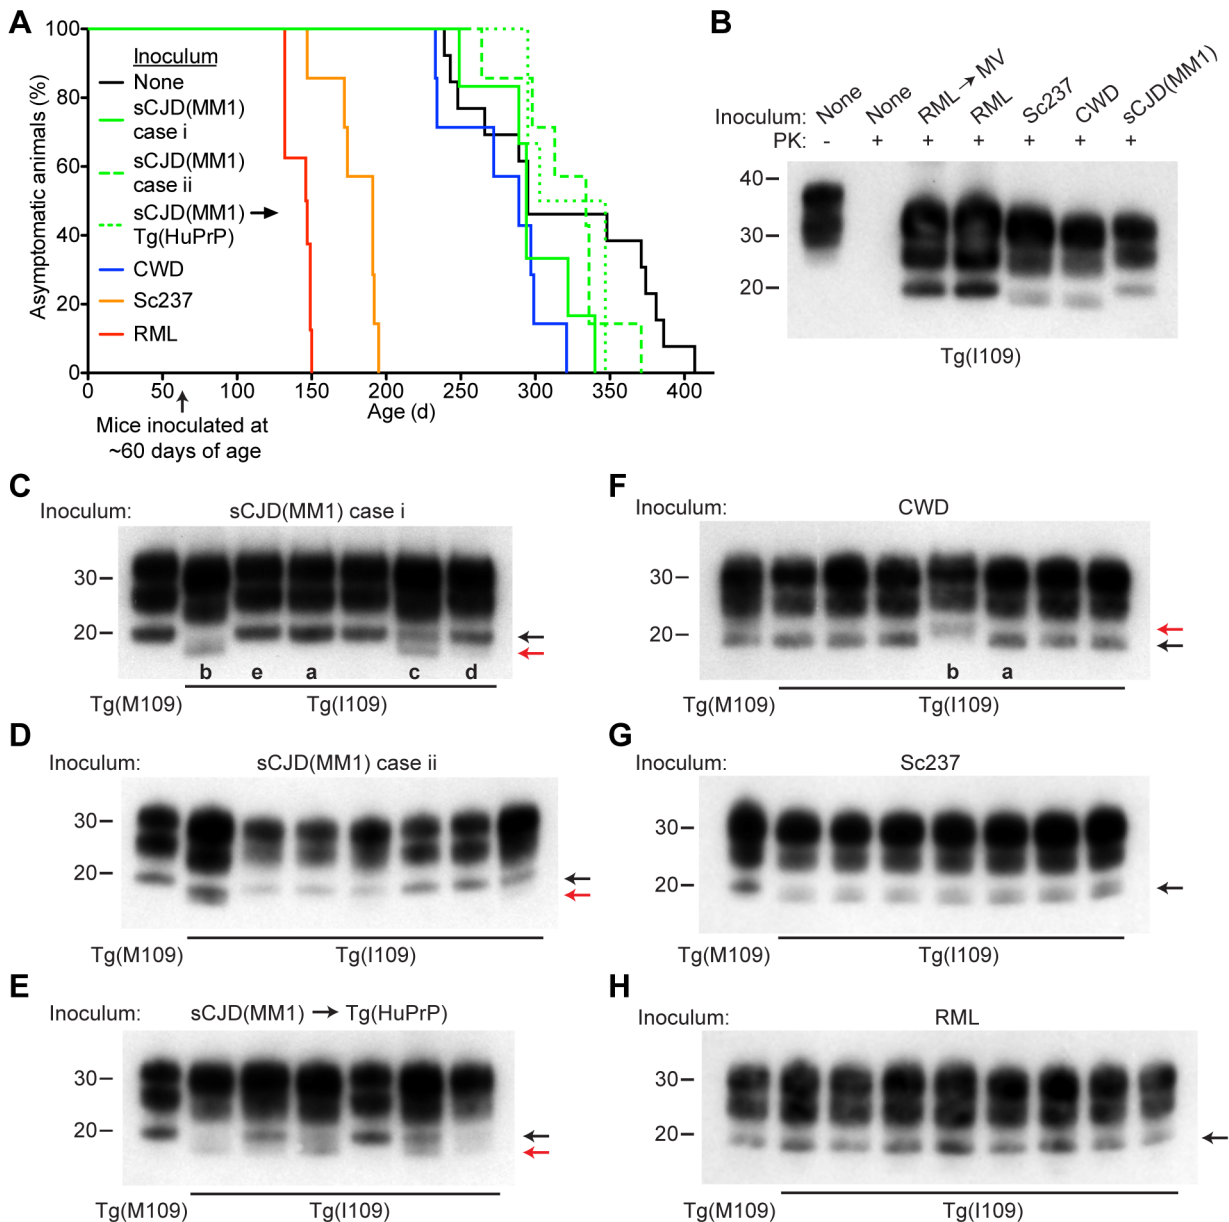 A
Asymptomatic animals (%)
100
80
60
40
20
0
0 50 100 150 200 250 300 350 400
Age (d)
Inoculum
None
sCJD(MM1)
case i
sCJD(MM1)
case ii
sCJD(MM1) →
Tg(HuPrP)
CWD
Sc237
RML
Mice inoculated at
~60 days of age
B
Inoculum: None None RML → MV RML Sc237 CWD sCJD(MM1)
PK: - + + + + + +
40
30
20
Tg(I109)
C
Inoculum: sCJD(MM1) case i
30
20
b e a c d
Tg(M109) Tg(I109)
D
Inoculum: sCJD(MM1) case ii
30
20
Tg(M109) Tg(I109)
E
Inoculum: sCJD(MM1) → Tg(HuPrP)
30
20
Tg(M109) Tg(I109)
F
Inoculum: CWD
30
20
b a
Tg(M109) Tg(I109)
G
Inoculum: Sc237
30
20
Tg(M109) Tg(I109)
H
Inoculum: RML
30
20
Tg(M109) Tg(I109)